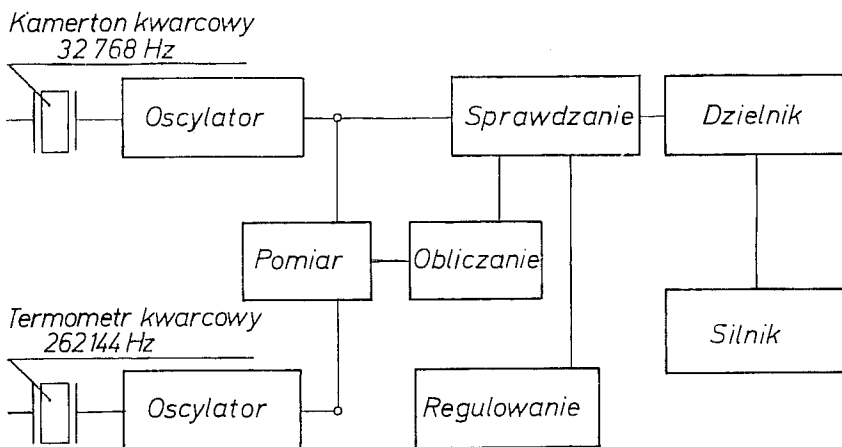 Kamerton kwarcowy
32 768 Hz
Oscylator
Sprawdzanie
Dzielnik
Pomiar
Obliczanie
Termometr kwarcowy
262 144 Hz
Silnik
Oscylator
Regulowanie